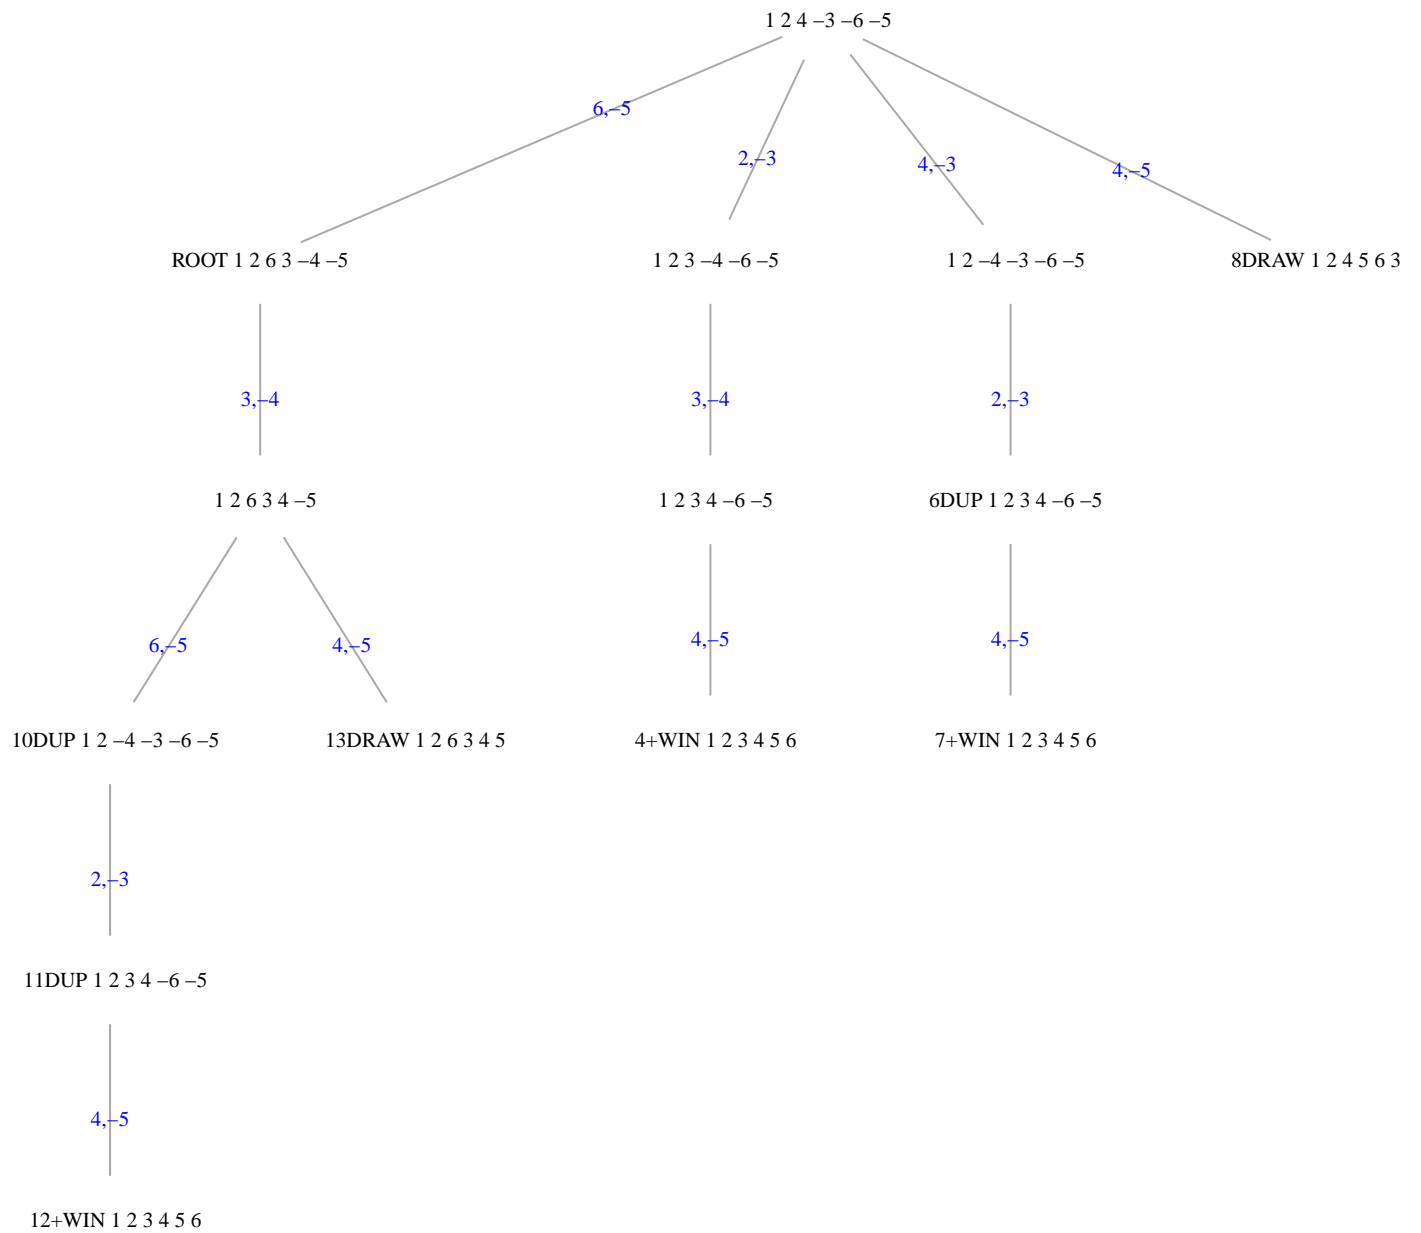 1 2 4 –3 –6 –5
6,–5
2,–3
4,–3
4,–5
ROOT 1 2 6 3 –4 –5
1 2 3 –4 –6 –5
1 2 –4 –3 –6 –5
8DRAW 1 2 4 5 6 3
3,–4
3,–4
2,–3
1 2 6 3 4 –5
1 2 3 4 –6 –5
6DUP 1 2 3 4 –6 –5
6,–5
4,–5
4,–5
4,–5
10DUP 1 2 –4 –3 –6 –5
13DRAW 1 2 6 3 4 5
4+WIN 1 2 3 4 5 6
7+WIN 1 2 3 4 5 6
2,–3
11DUP 1 2 3 4 –6 –5
4,–5
12+WIN 1 2 3 4 5 6